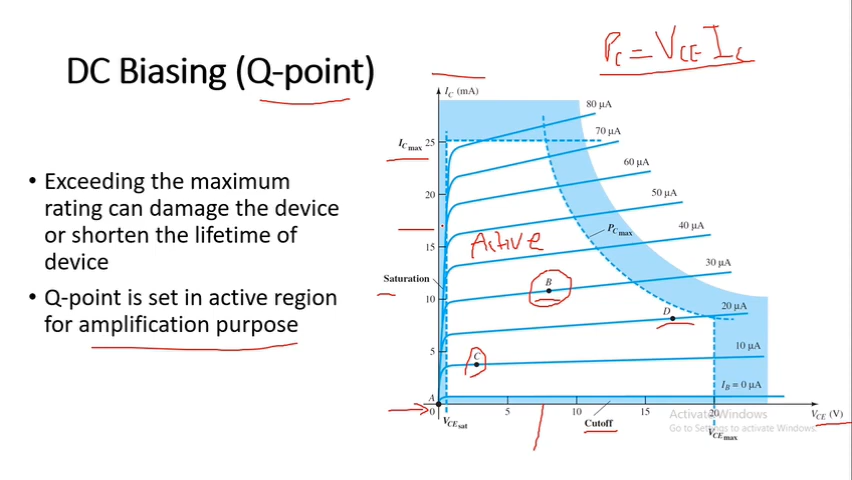 DC Biasing (Q-point)
P_C = V_CE I_C
• Exceeding the maximum
rating can damage the device
or shorten the lifetime of
device
• Q-point is set in active region
for amplification purpose
I_C (mA)
80 μA
70 μA
I_Cmax 25
60 μA
20
50 μA
40 μA
P_Cmax
Active
15
30 μA
Saturation
B
10
20 μA
D
10 μA
5
C
I_B = 0 μA
A
0
5
10
15
20
V_CE (V)
V_CEsat
Cutoff
V_CEmax
Activate Windows
Go to Settings to activate Windows.